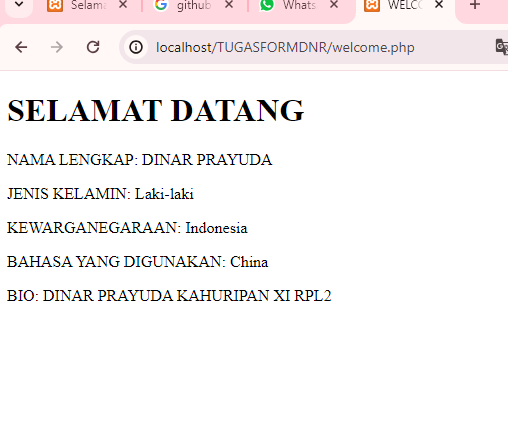 Selama
github
Whats
WELC
localhost/TUGASFORMDNR/welcome.php
SELAMAT DATANG
NAMA LENGKAP: DINAR PRAYUDA
JENIS KELAMIN: Laki-laki
KEWARGANEGARAAN: Indonesia
BAHASA YANG DIGUNAKAN: China
BIO: DINAR PRAYUDA KAHURIPAN XI RPL2